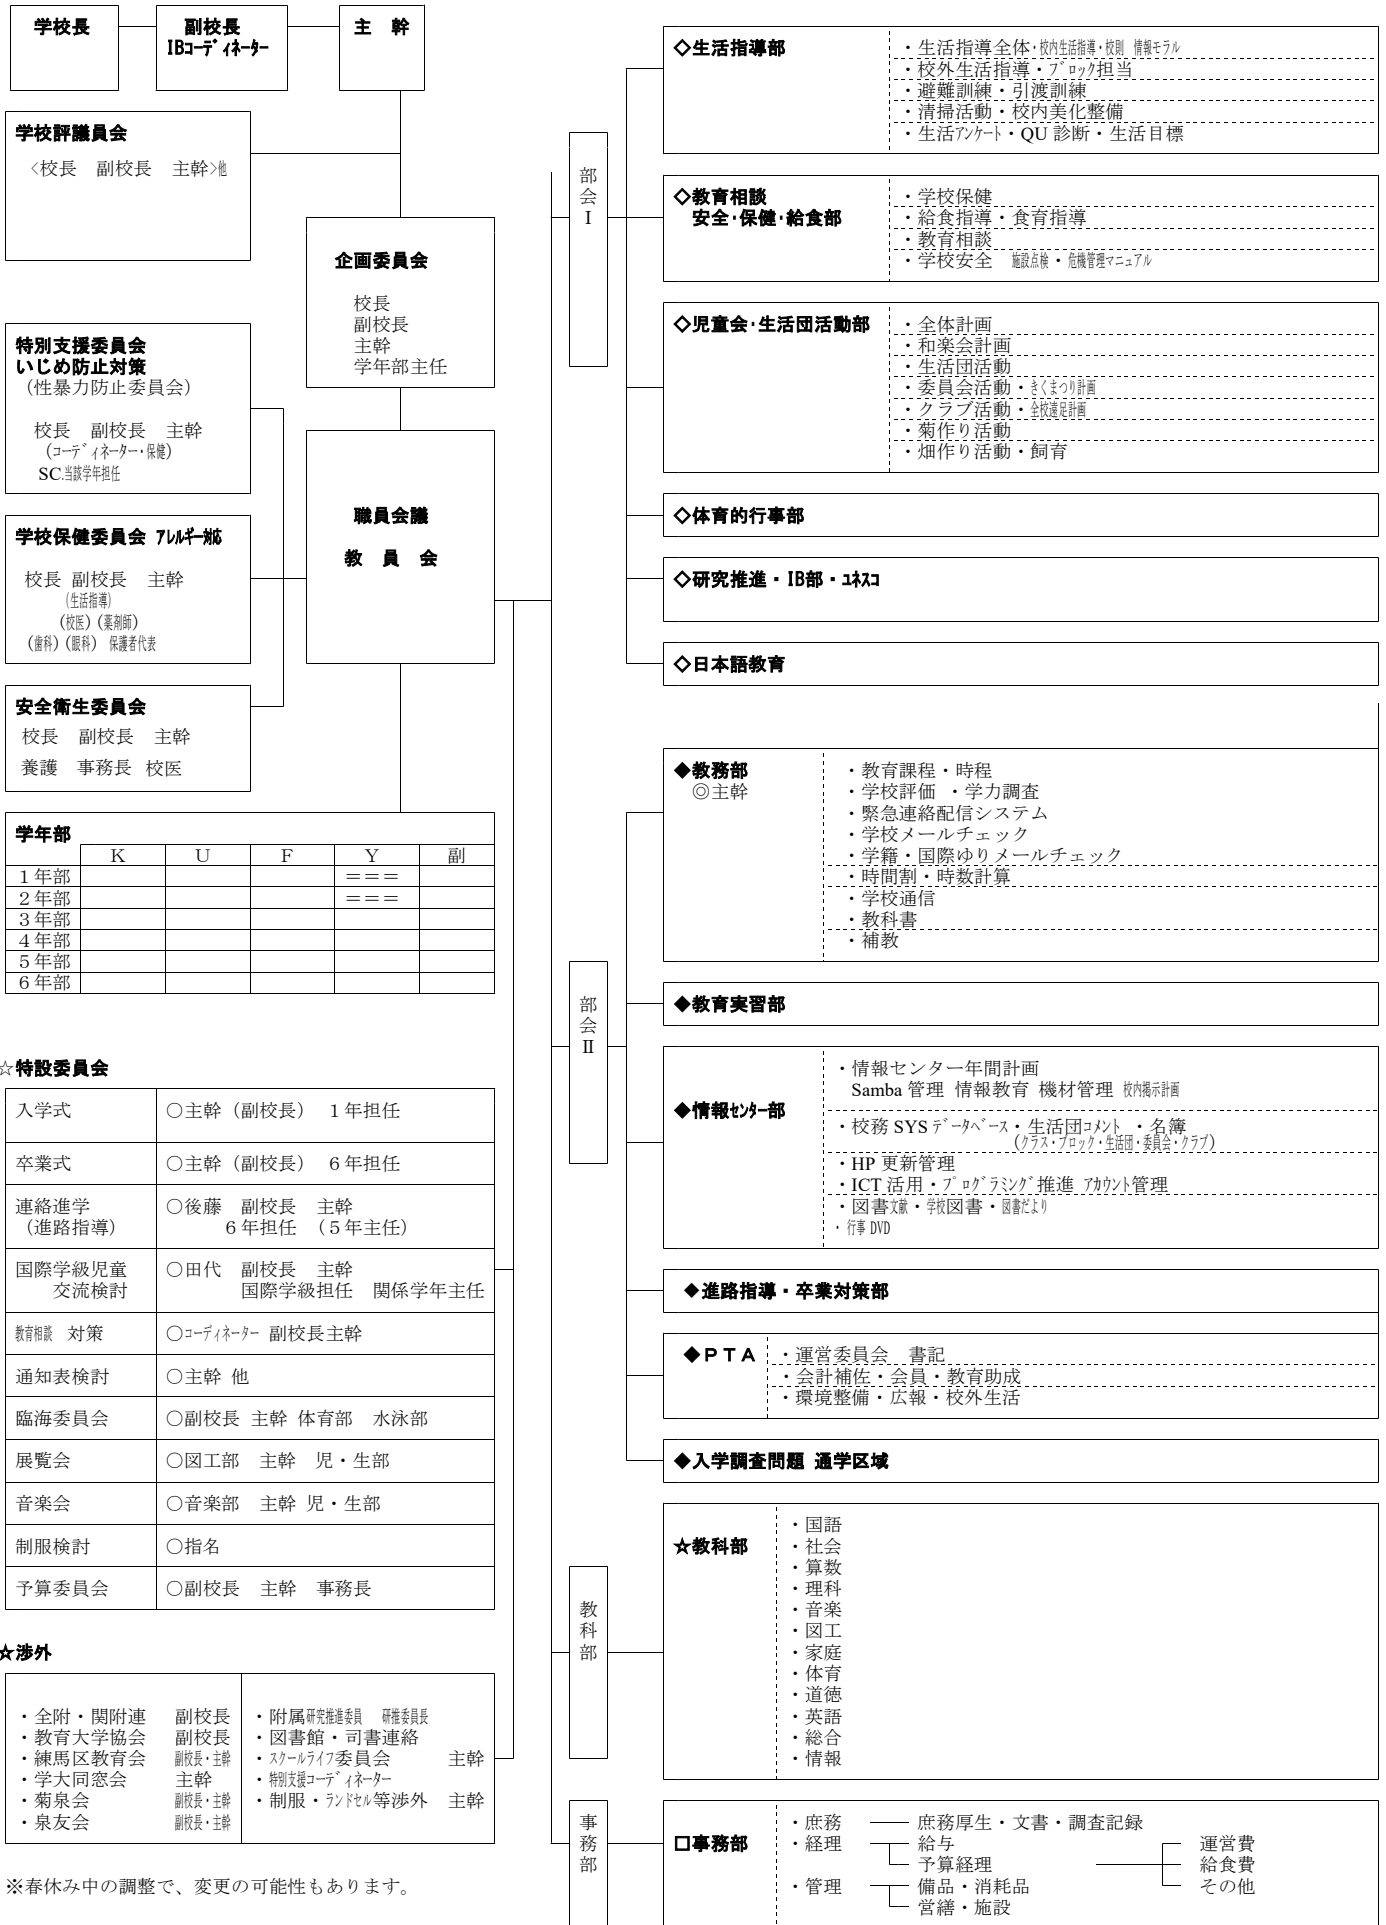 学校長
副校長
IBコーディネーター
主　幹
学校評議員会
<校長　副校長　主幹>他
企画委員会
校長
副校長
主幹
学年部主任
特別支援委員会
いじめ防止対策
（性暴力防止委員会）
校長　副校長　主幹
（コーディネーター・保健）
SC.当該学年担任
職員会議
教　員　会
学校保健委員会 アレルギー対応
校長 副校長　主幹
（生活指導）
（校医）（薬剤師）
（歯科）（眼科） 保護者代表
安全衛生委員会
校長　副校長　主幹
養護　事務長 校医
学年部
K U F Y 副
１年部 ＝＝＝
２年部 ＝＝＝
３年部
４年部
５年部
６年部
☆特設委員会
入学式 ○主幹（副校長）　１年担任
卒業式 ○主幹（副校長）　６年担任
連絡進学 ○後藤　副校長　主幹
（進路指導） ６年担任　（５年主任）
国際学級児童 ○田代　副校長　主幹
交流検討 国際学級担任　関係学年主任
教育相談　対策 ○コーディネーター 副校長主幹
通知表検討 ○主幹 他
臨海委員会 ○副校長 主幹 体育部　水泳部
展覧会 ○図工部　主幹　児・生部
音楽会 ○音楽部　主幹 児・生部
制服検討 ○指名
予算委員会 ○副校長　主幹　事務長
☆渉外
・全附・関附連　副校長
・教育大学協会　副校長
・練馬区教育会　副校長・主幹
・学大同窓会　主幹
・菊泉会　副校長・主幹
・泉友会　副校長・主幹
・附属研究推進委員　研推委員長
・図書館・司書連絡
・スクールライフ委員会　主幹
・特別支援コーディネーター
・制服・ランドセル等渉外　主幹
※春休み中の調整で、変更の可能性もあります。
部会Ⅰ
◇生活指導部
・生活指導全体・校内生活指導・校則 情報モラル
・校外生活指導・ブロック担当
・避難訓練・引渡訓練
・清掃活動・校内美化整備
・生活アンケート・QU 診断・生活目標
◇教育相談
安全・保健・給食部
・学校保健
・給食指導・食育指導
・教育相談
・学校安全　施設点検・危機管理マニュアル
◇児童会・生活団活動部
・全体計画
・和楽会計画
・生活団活動
・委員会活動・きくまつり計画
・クラブ活動・全校遠足計画
・菊作り活動
・畑作り活動・飼育
◇体育的行事部
◇研究推進・IB部・ユネスコ
◇日本語教育
部会Ⅱ
◆教務部
◎主幹
・教育課程・時程
・学校評価 ・学力調査
・緊急連絡配信システム
・学校メールチェック
・学籍・国際ゆりメールチェック
・時間割・時数計算
・学校通信
・教科書
・補教
◆教育実習部
◆情報センター部
・情報センター年間計画
Samba 管理 情報教育 機材管理 校内掲示計画
・校務 SYS データベース・生活団コメント ・名簿
（クラス・ブロック・生活団・委員会・クラブ）
・HP 更新管理
・ICT 活用・プログラミング推進 アカウント管理
・図書文献・学校図書・図書だより
・行事 DVD
◆進路指導・卒業対策部
◆ＰＴＡ
・運営委員会　書記
・会計補佐・会員・教育助成
・環境整備・広報・校外生活
◆入学調査問題 通学区域
教科部
☆教科部
・国語
・社会
・算数
・理科
・音楽
・図工
・家庭
・体育
・道徳
・英語
・総合
・情報
事務部
□事務部
・庶務　庶務厚生・文書・調査記録
・経理　給与　運営費
予算経理　給食費
・管理　備品・消耗品　その他
営繕・施設